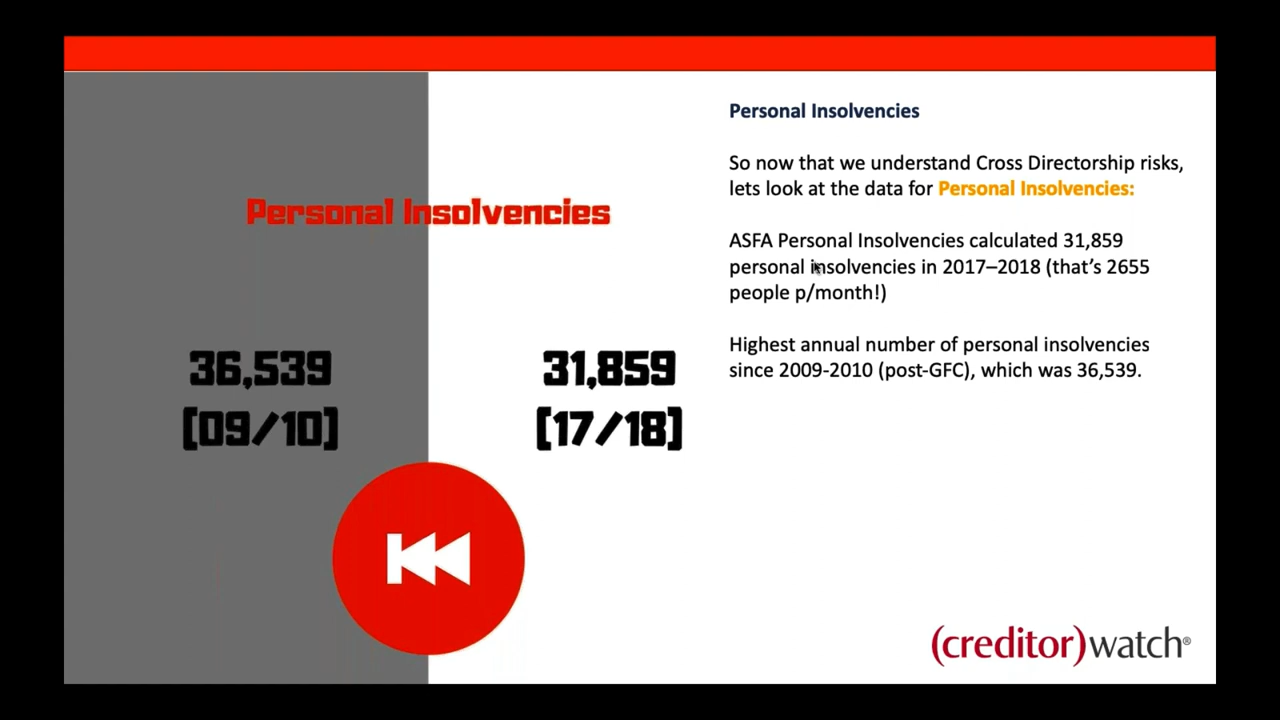 Personal Insolvencies
36,539
[09/10]
31,859
[17/18]
Personal Insolvencies
So now that we understand Cross Directorship risks,
lets look at the data for Personal Insolvencies:
ASFA Personal Insolvencies calculated 31,859
personal insolvencies in 2017–2018 (that’s 2655
people p/month!)
Highest annual number of personal insolvencies
since 2009-2010 (post-GFC), which was 36,539.
(creditor)watch®